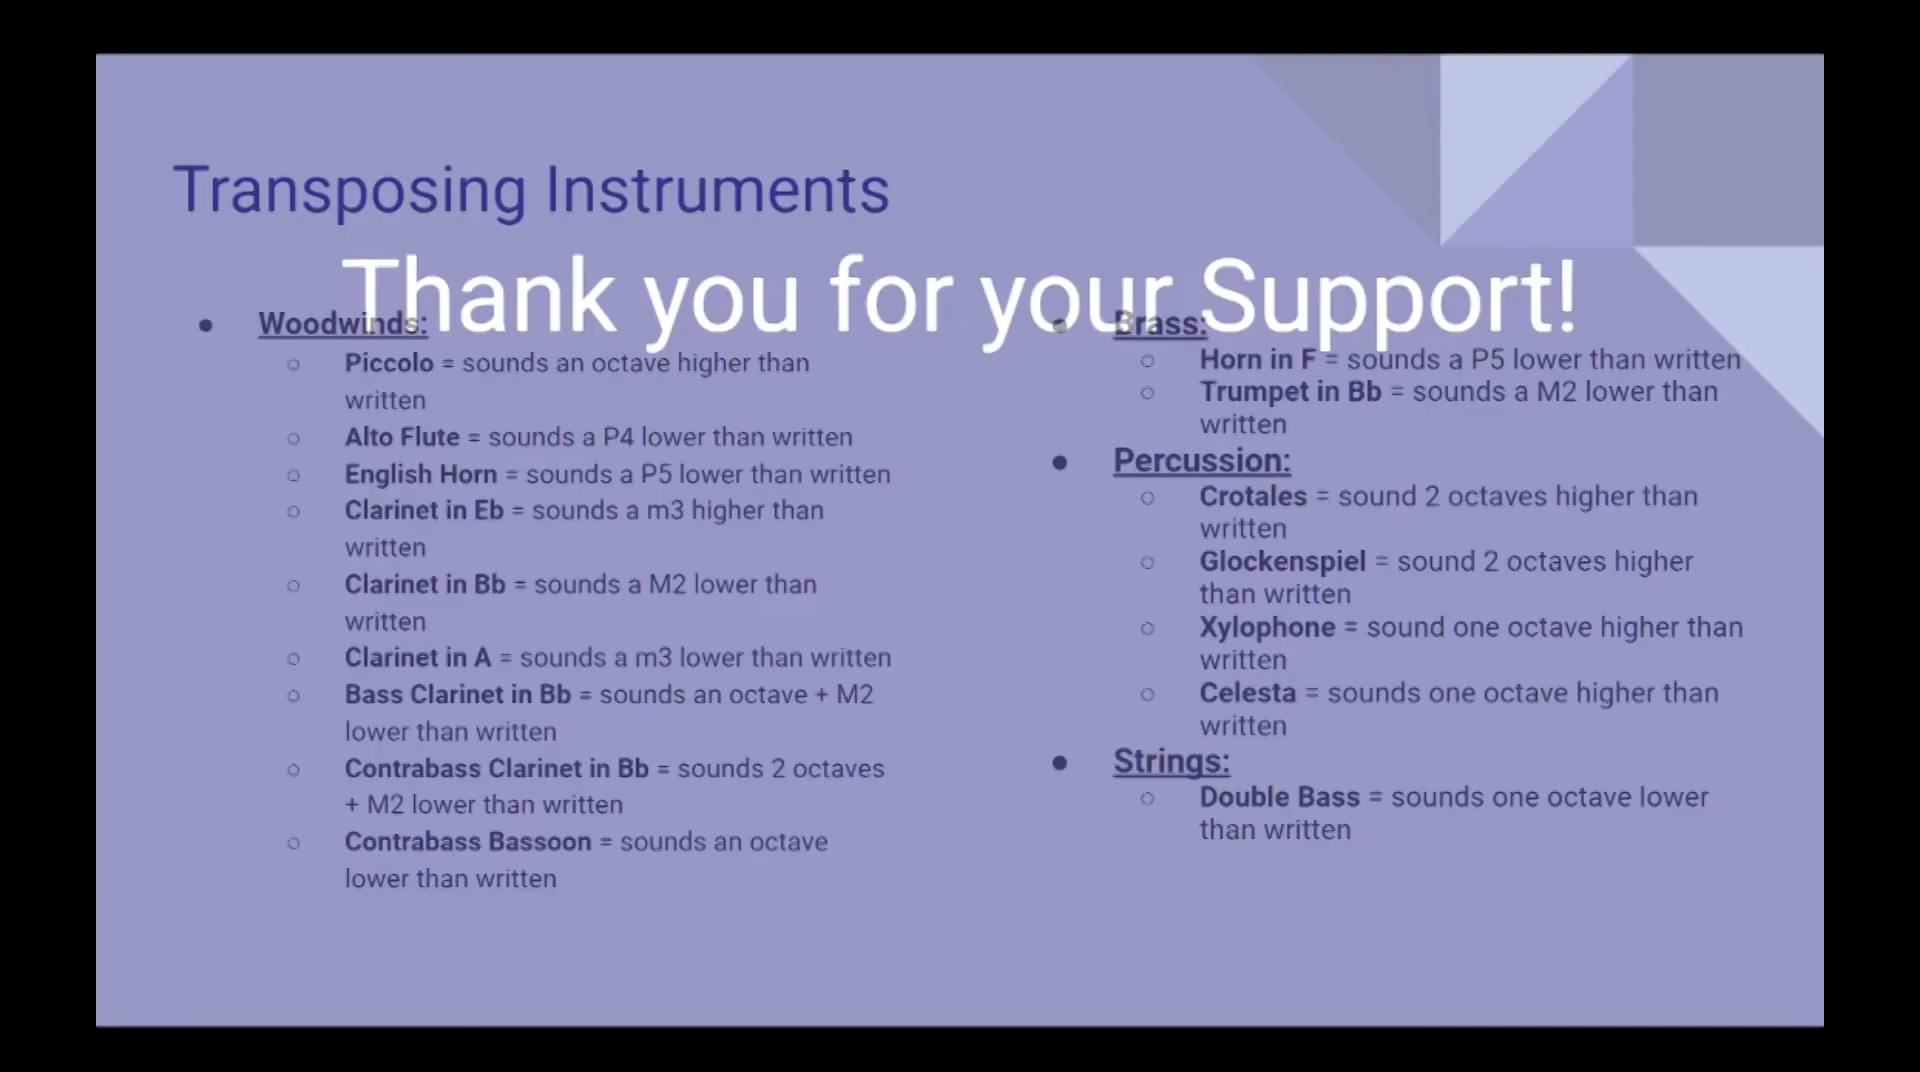 Transposing Instruments
Thank you for your Support!
● Woodwinds:
○ Piccolo = sounds an octave higher than
written
○ Alto Flute = sounds a P4 lower than written
○ English Horn = sounds a P5 lower than written
○ Clarinet in Eb = sounds a m3 higher than
written
○ Clarinet in Bb = sounds a M2 lower than
written
○ Clarinet in A = sounds a m3 lower than written
○ Bass Clarinet in Bb = sounds an octave + M2
lower than written
○ Contrabass Clarinet in Bb = sounds 2 octaves
+ M2 lower than written
○ Contrabass Bassoon = sounds an octave
lower than written
● Brass:
○ Horn in F = sounds a P5 lower than written
○ Trumpet in Bb = sounds a M2 lower than
written
● Percussion:
○ Crotales = sound 2 octaves higher than
written
○ Glockenspiel = sound 2 octaves higher
than written
○ Xylophone = sound one octave higher than
written
○ Celesta = sounds one octave higher than
written
● Strings:
○ Double Bass = sounds one octave lower
than written